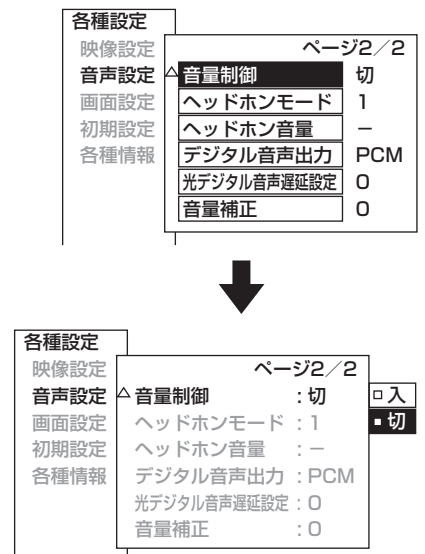 各種設定
映像設定
ページ2／2
音声設定
△音量制御 切
画面設定
ヘッドホンモード 1
初期設定
ヘッドホン音量 －
各種情報
デジタル音声出力 PCM
光デジタル音声遅延設定 0
音量補正 0
各種設定
映像設定
ページ2／2
音声設定
△音量制御 :切
□入
画面設定
ヘッドホンモード :1
■切
初期設定
ヘッドホン音量 :－
各種情報
デジタル音声出力 :PCM
光デジタル音声遅延設定 :0
音量補正 :0